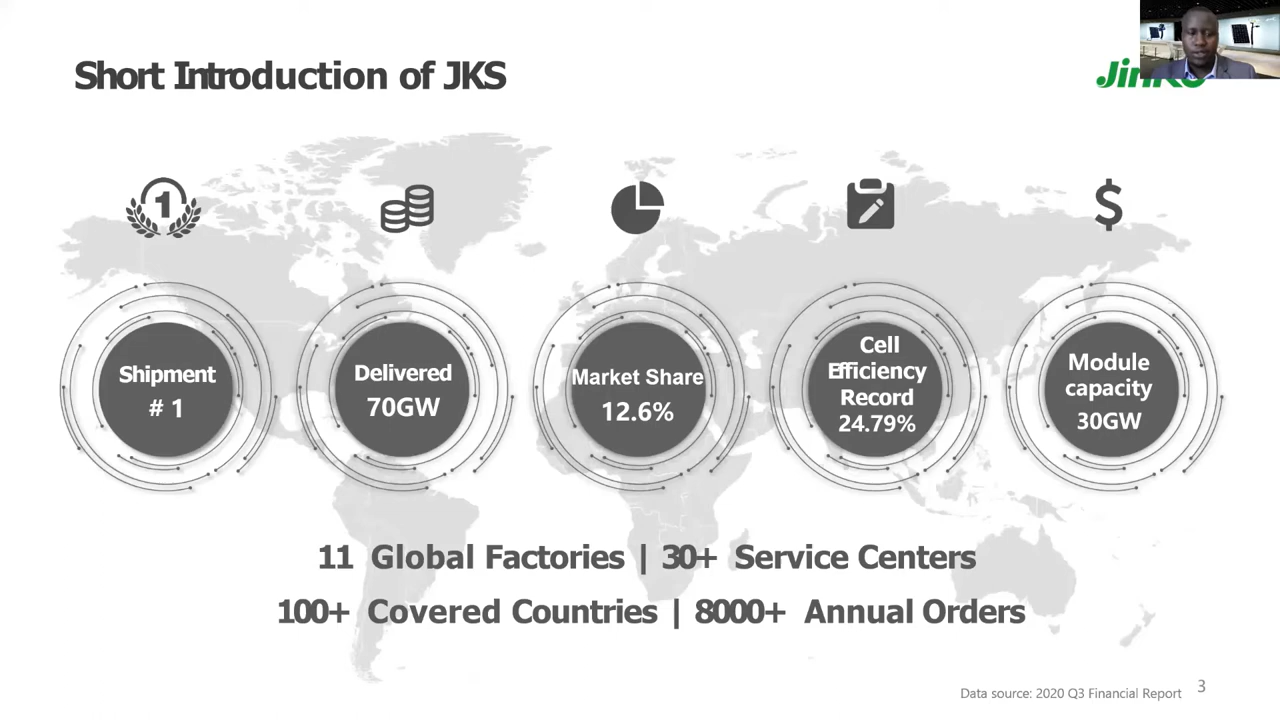 Short Introduction of JKS
1
$
Shipment
# 1
Delivered
70GW
Market Share
12.6%
Cell
Efficiency
Record
24.79%
Module
capacity
30GW
11 Global Factories | 30+ Service Centers
100+ Covered Countries | 8000+ Annual Orders
Data source: 2020 Q3 Financial Report
3